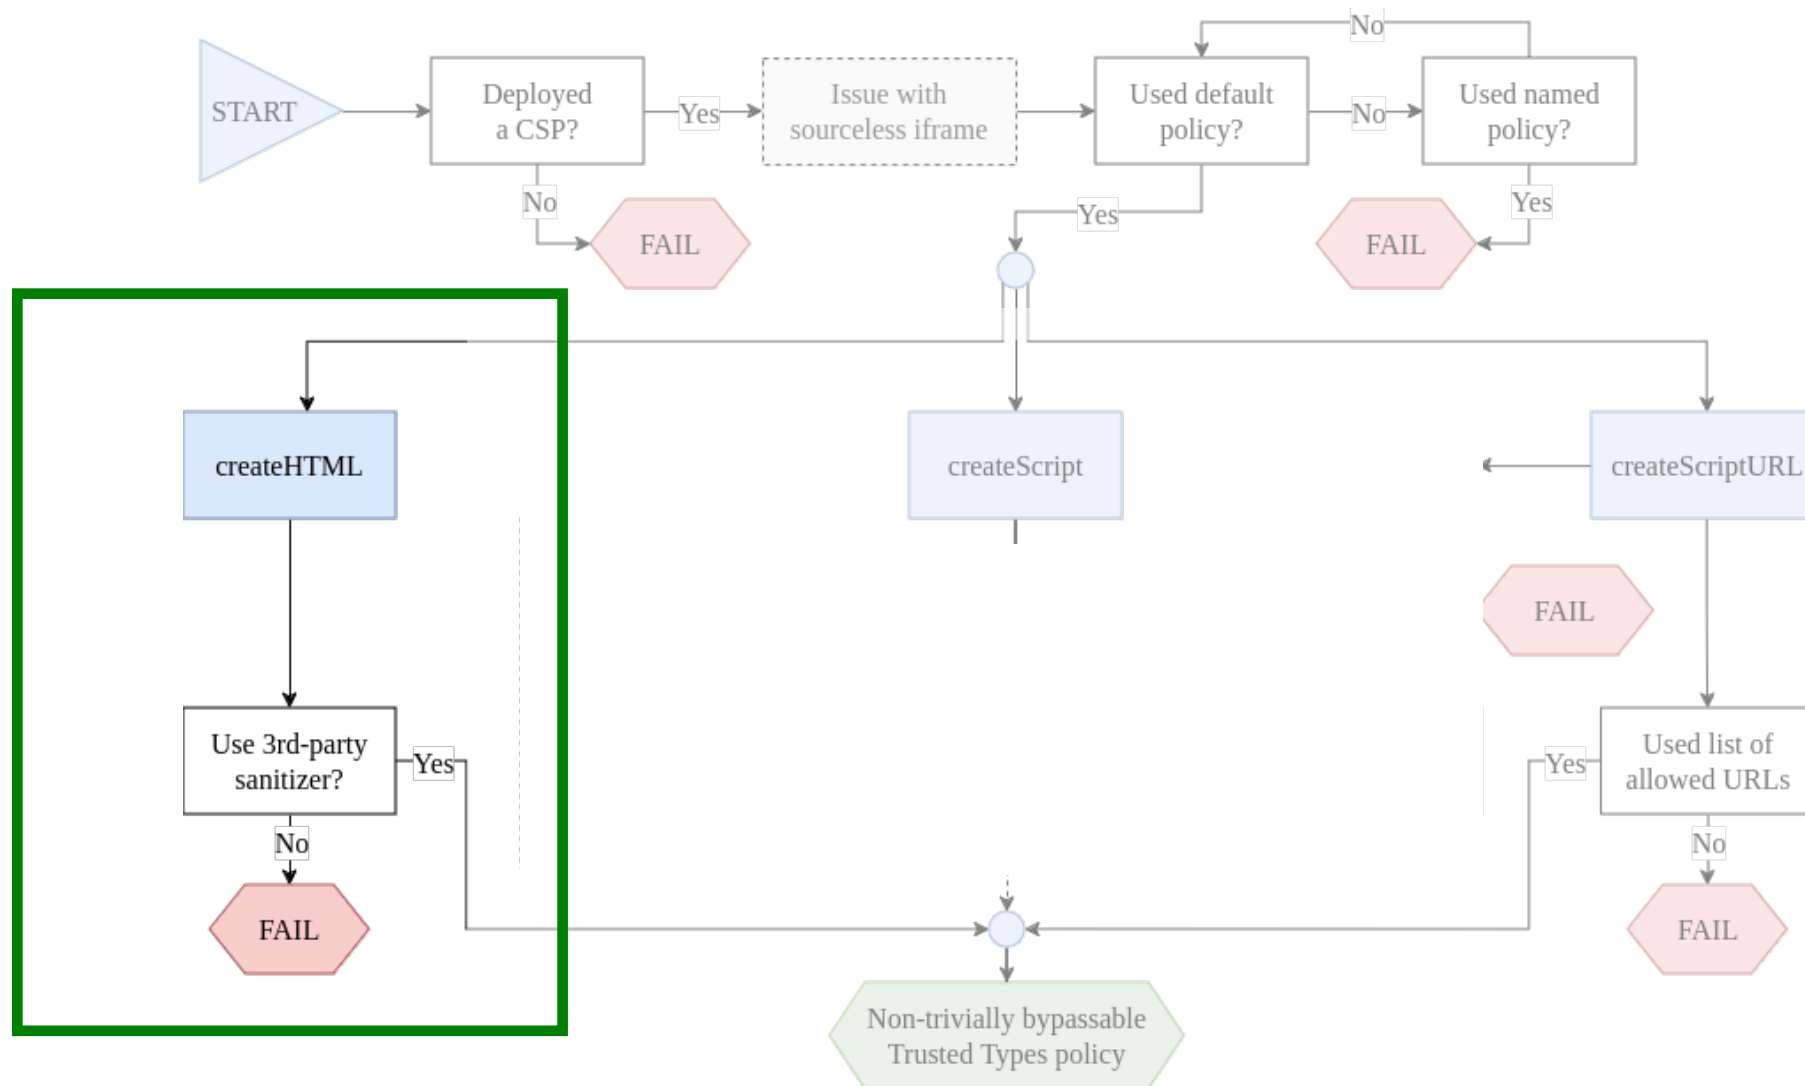 No
START
Deployed
a CSP?
Yes
Issue with
sourceless iframe
Used default
policy?
No
Used named
policy?
No
FAIL
Yes
FAIL
Yes
createHTML
createScript
createScriptURL
FAIL
Use 3rd-party
sanitizer?
Yes
Yes
Used list of
allowed URLs
No
No
FAIL
FAIL
Non-trivially bypassable
Trusted Types policy